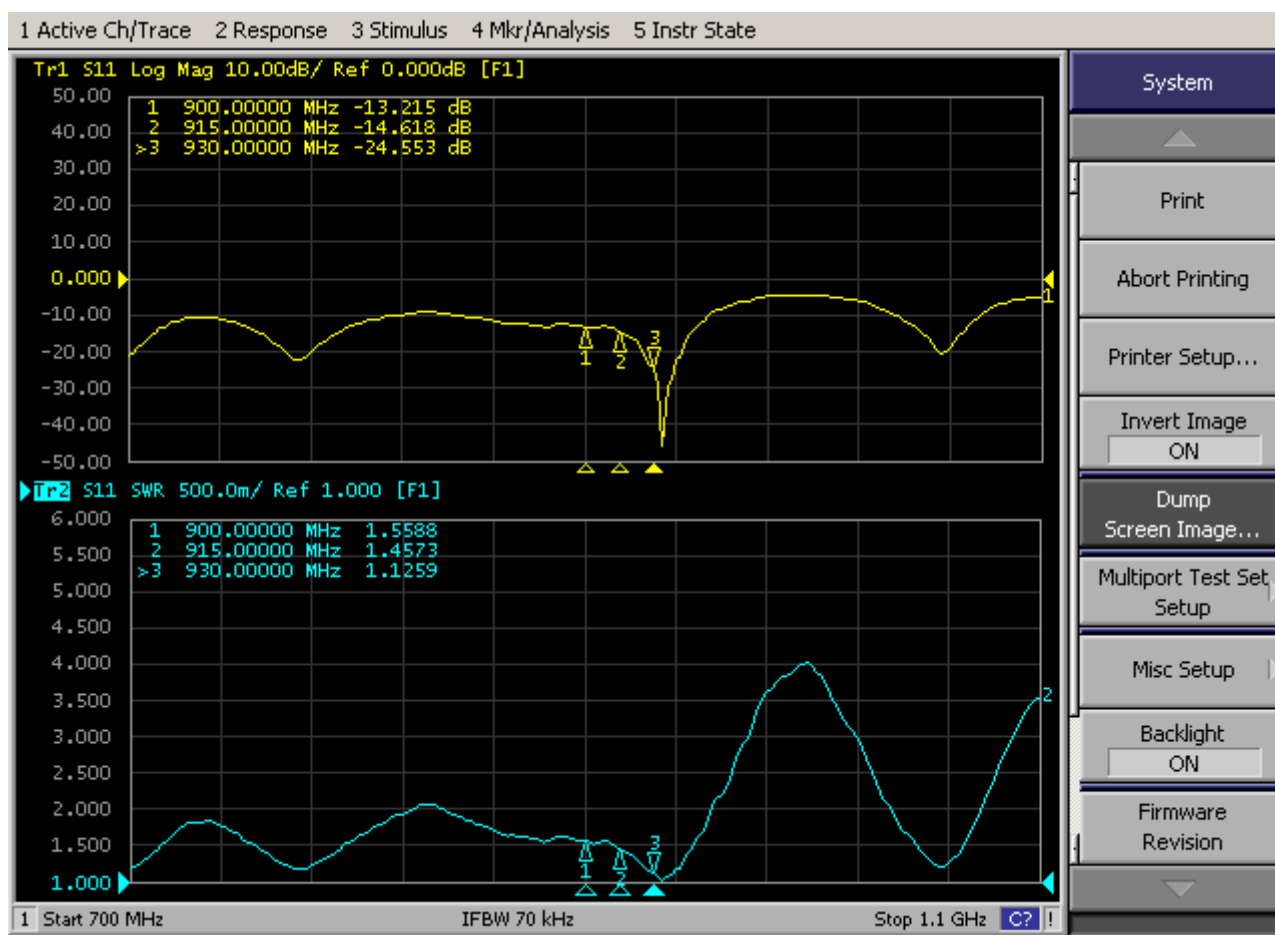 1 Active Ch/Trace 2 Response 3 Stimulus 4 Mkr/Analysis 5 Instr State
Tr1 S11 Log Mag 10.00dB/ Ref 0.000dB [F1]
50.00
40.00
30.00
20.00
10.00
0.000
-10.00
-20.00
-30.00
-40.00
-50.00
1 900.00000 MHz -13.215 dB
2 915.00000 MHz -14.618 dB
>3 930.00000 MHz -24.553 dB
1
2
3
1
Tr2 S11 SWR 500.0m/ Ref 1.000 [F1]
6.000
5.500
5.000
4.500
4.000
3.500
3.000
2.500
2.000
1.500
1.000
1 900.00000 MHz 1.5588
2 915.00000 MHz 1.4573
>3 930.00000 MHz 1.1259
1
2
3
2
1 Start 700 MHz IFBW 70 kHz Stop 1.1 GHz C? !
System
Print
Abort Printing
Printer Setup...
Invert Image
ON
Dump
Screen Image...
Multiport Test Set
Setup
Misc Setup
Backlight
ON
Firmware
Revision